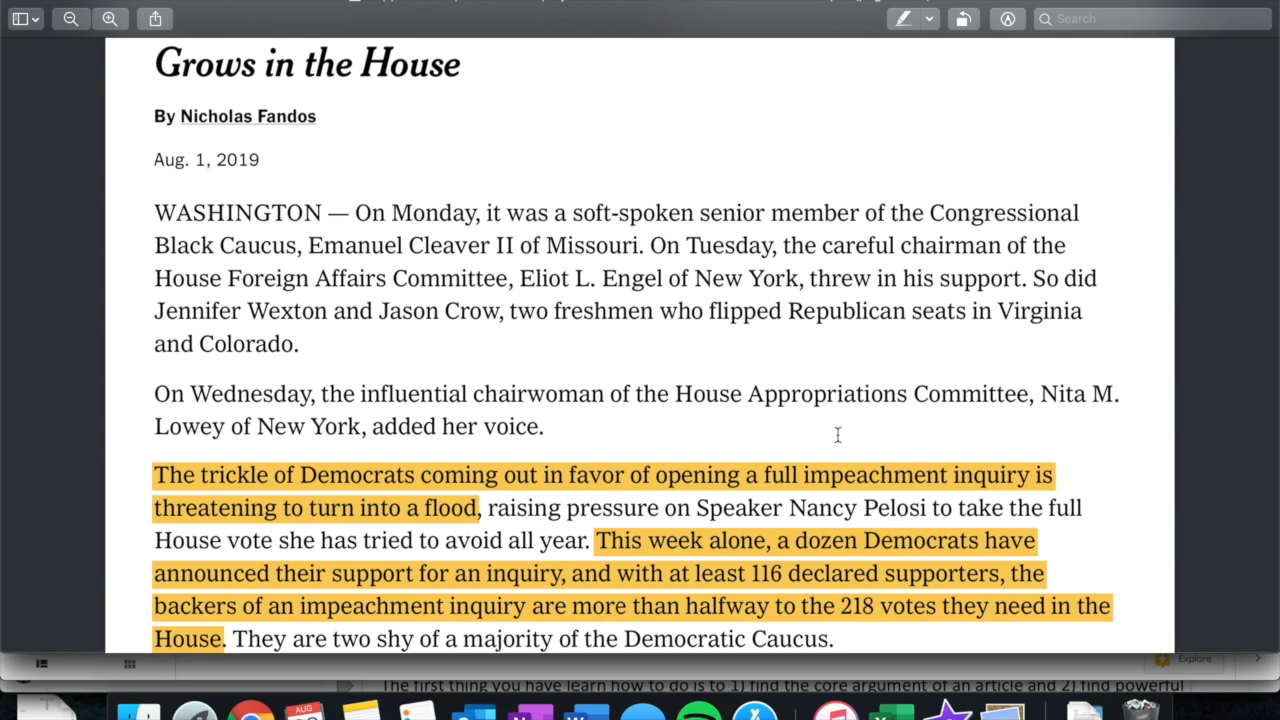 Search
Grows in the House
By Nicholas Fandos
Aug. 1, 2019
WASHINGTON — On Monday, it was a soft-spoken senior member of the Congressional
Black Caucus, Emanuel Cleaver II of Missouri. On Tuesday, the careful chairman of the
House Foreign Affairs Committee, Eliot L. Engel of New York, threw in his support. So did
Jennifer Wexton and Jason Crow, two freshmen who flipped Republican seats in Virginia
and Colorado.
On Wednesday, the influential chairwoman of the House Appropriations Committee, Nita M.
Lowey of New York, added her voice.
The trickle of Democrats coming out in favor of opening a full impeachment inquiry is
threatening to turn into a flood, raising pressure on Speaker Nancy Pelosi to take the full
House vote she has tried to avoid all year. This week alone, a dozen Democrats have
announced their support for an inquiry, and with at least 116 declared supporters, the
backers of an impeachment inquiry are more than halfway to the 218 votes they need in the
House. They are two shy of a majority of the Democratic Caucus.
Explore
The first thing you have learn how to do is to 1) find the core argument of an article and 2) find powerful
AUG